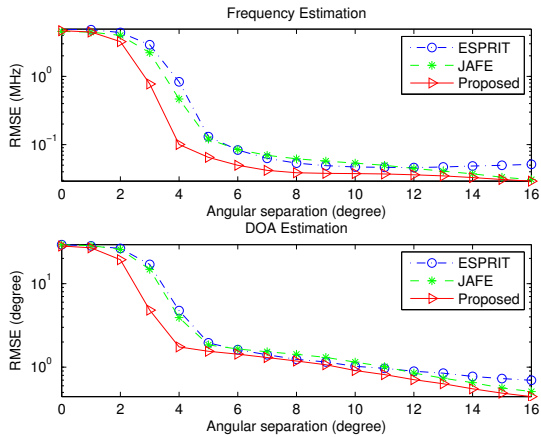 Frequency Estimation
RMSE (MHz)
10^0
10^-1
ESPRIT
JAFE
Proposed
0 2 4 6 8 10 12 14 16
Angular separation (degree)
DOA Estimation
RMSE (degree)
10^1
10^0
ESPRIT
JAFE
Proposed
0 2 4 6 8 10 12 14 16
Angular separation (degree)